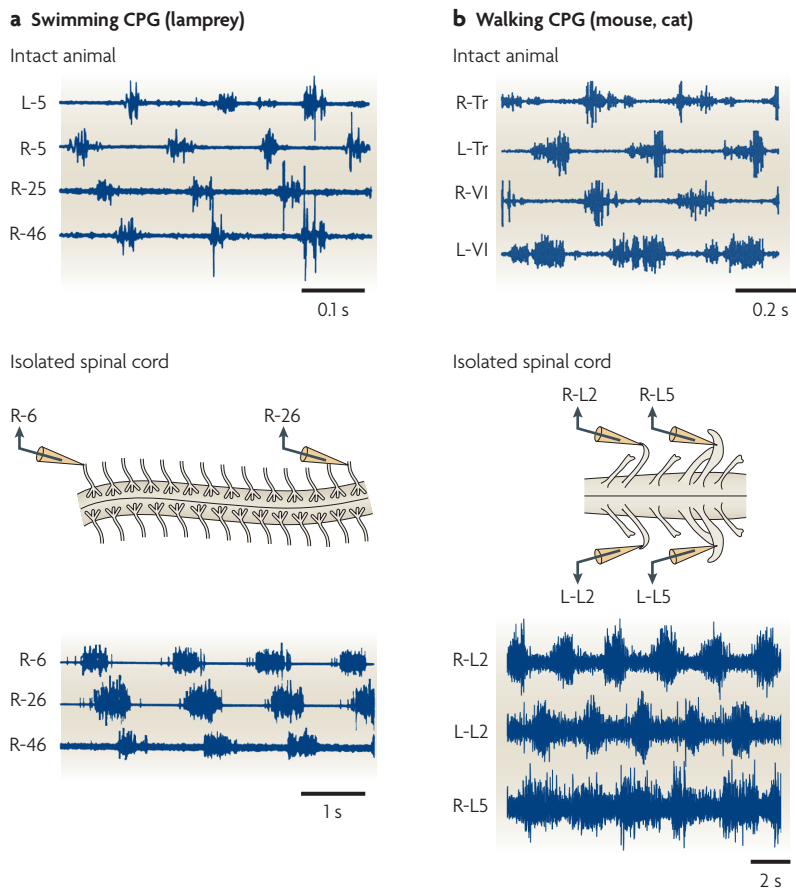 a Swimming CPG (lamprey)
Intact animal
L-5
R-5
R-25
R-46
0.1 s
Isolated spinal cord
R-6
R-26
R-6
R-26
R-46
1 s
b Walking CPG (mouse, cat)
Intact animal
R-Tr
L-Tr
R-Vl
L-Vl
0.2 s
Isolated spinal cord
R-L2
R-L5
L-L2
L-L5
R-L2
L-L2
R-L5
2 s